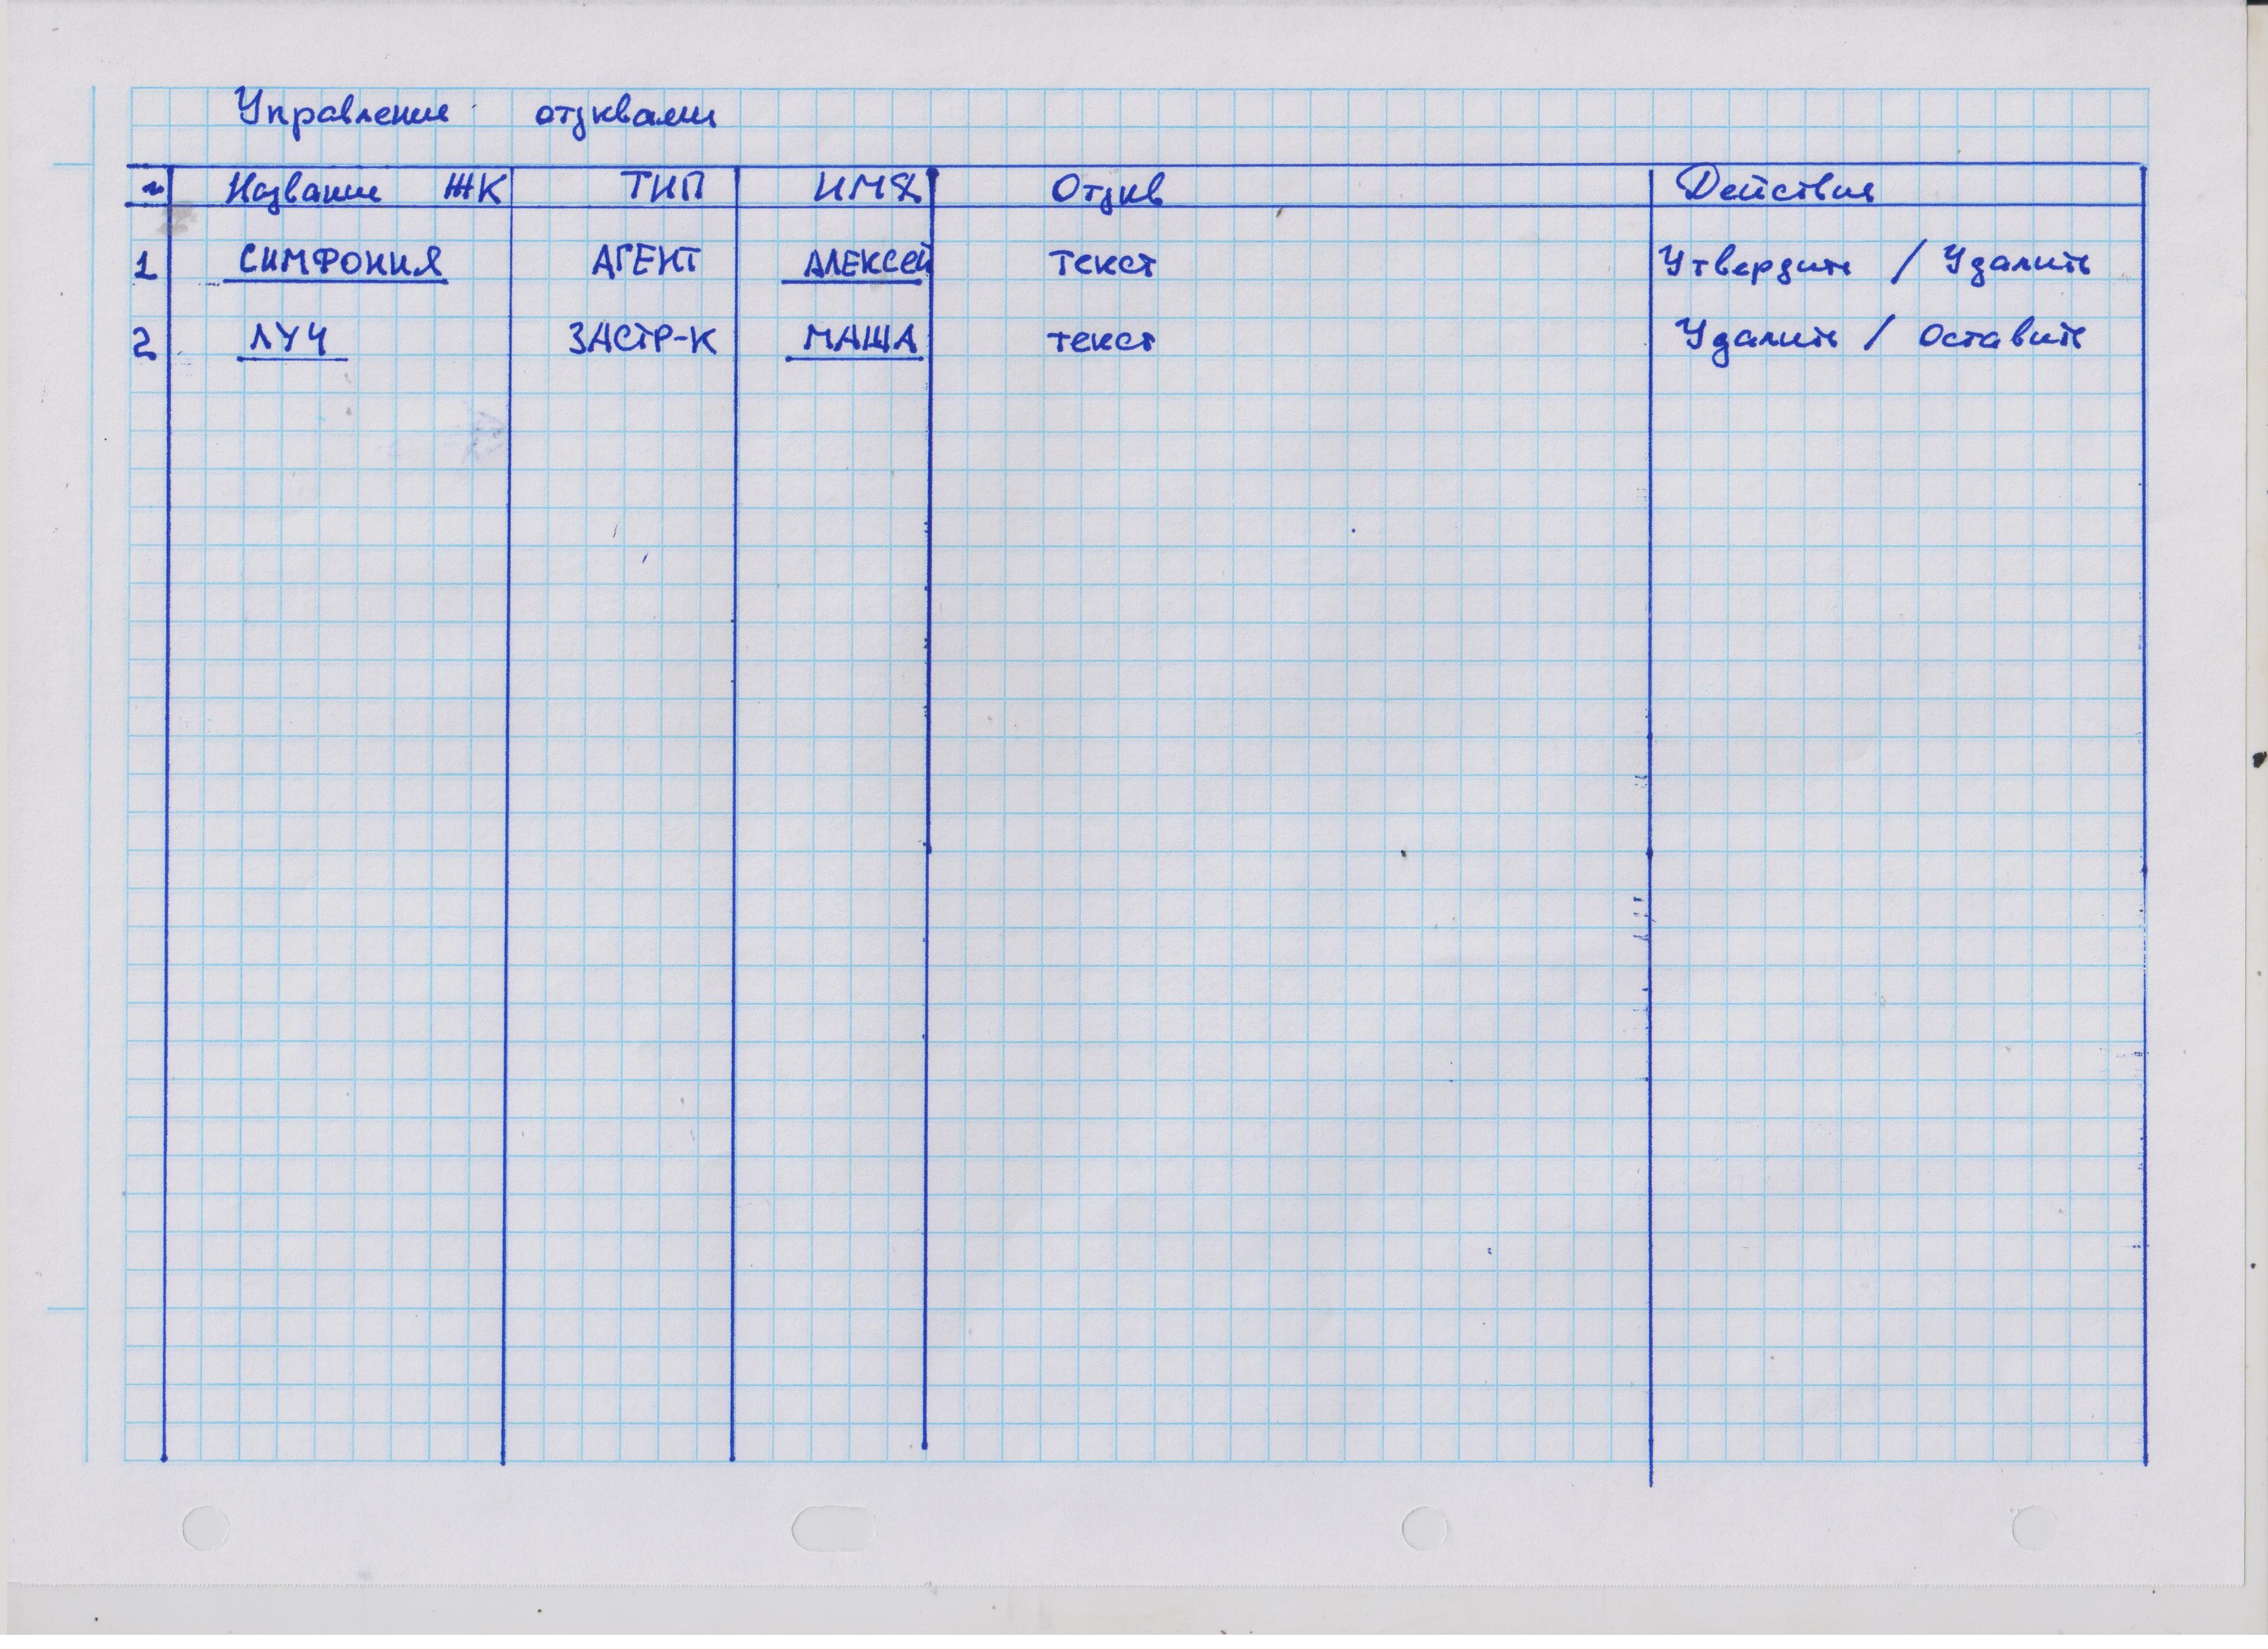 Управление отзывами
№ Название ЖК ТИП ИМЯ Отзыв Действия
1 СИМФОНИЯ АГЕНТ АЛЕКСЕЙ Текст Утвердить / Удалить
2 ЛУЧ ЗАСТР-К МАША текст Удалить / Оставить